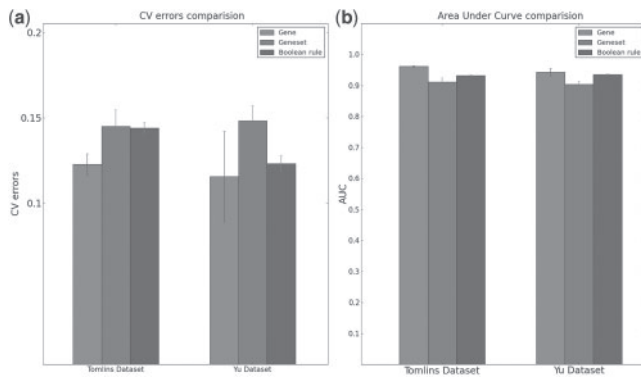 (a)
CV errors comparision
Gene
Geneset
Boolean rule
0.2
0.15
0.1
CV errors
Tomlins Dataset
Yu Dataset
(b)
Area Under Curve comparision
Gene
Geneset
Boolean rule
1.0
0.9
0.8
0.7
0.6
0.5
0.4
0.3
0.2
0.1
AUC
Tomlins Dataset
Yu Dataset